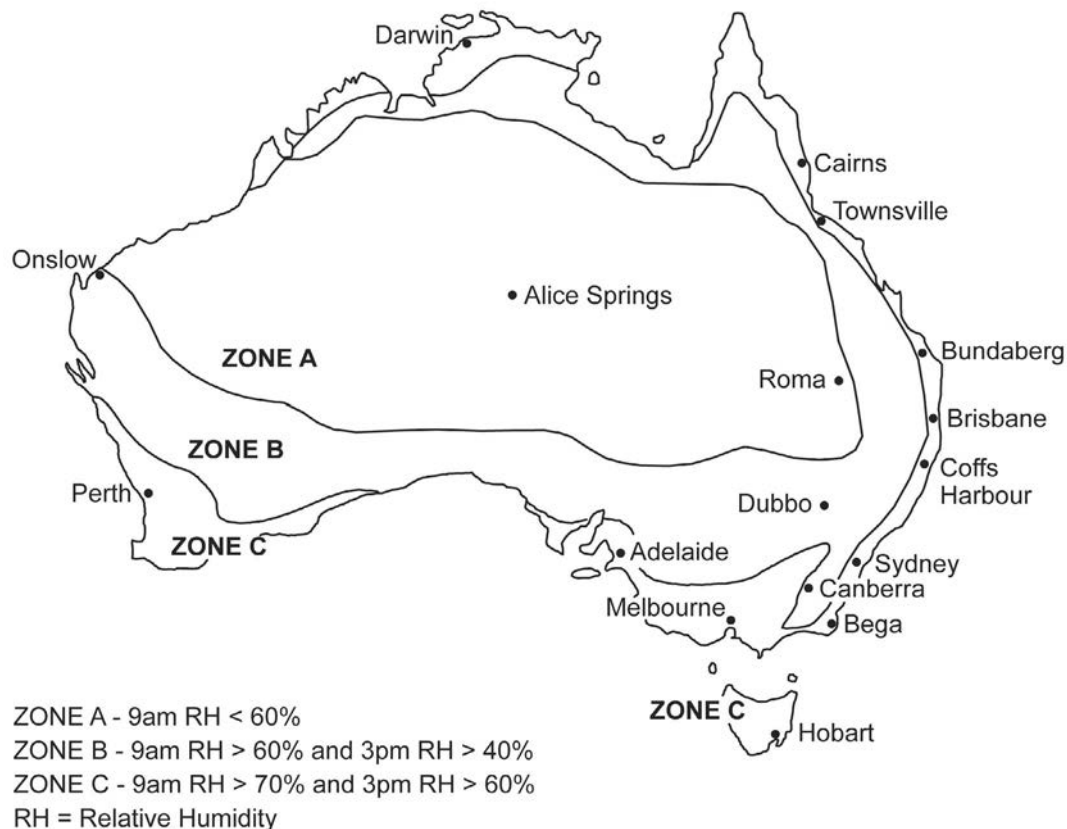 Darwin
Cairns
Townsville
Onslow
Alice Springs
ZONE A
Bundaberg
Roma
Brisbane
ZONE B
Coffs
Harbour
Perth
Dubbo
ZONE C
Adelaide
Sydney
Canberra
Melbourne
Bega
ZONE C
Hobart
ZONE A - 9am RH < 60%
ZONE B - 9am RH > 60% and 3pm RH > 40%
ZONE C - 9am RH > 70% and 3pm RH > 60%
RH = Relative Humidity